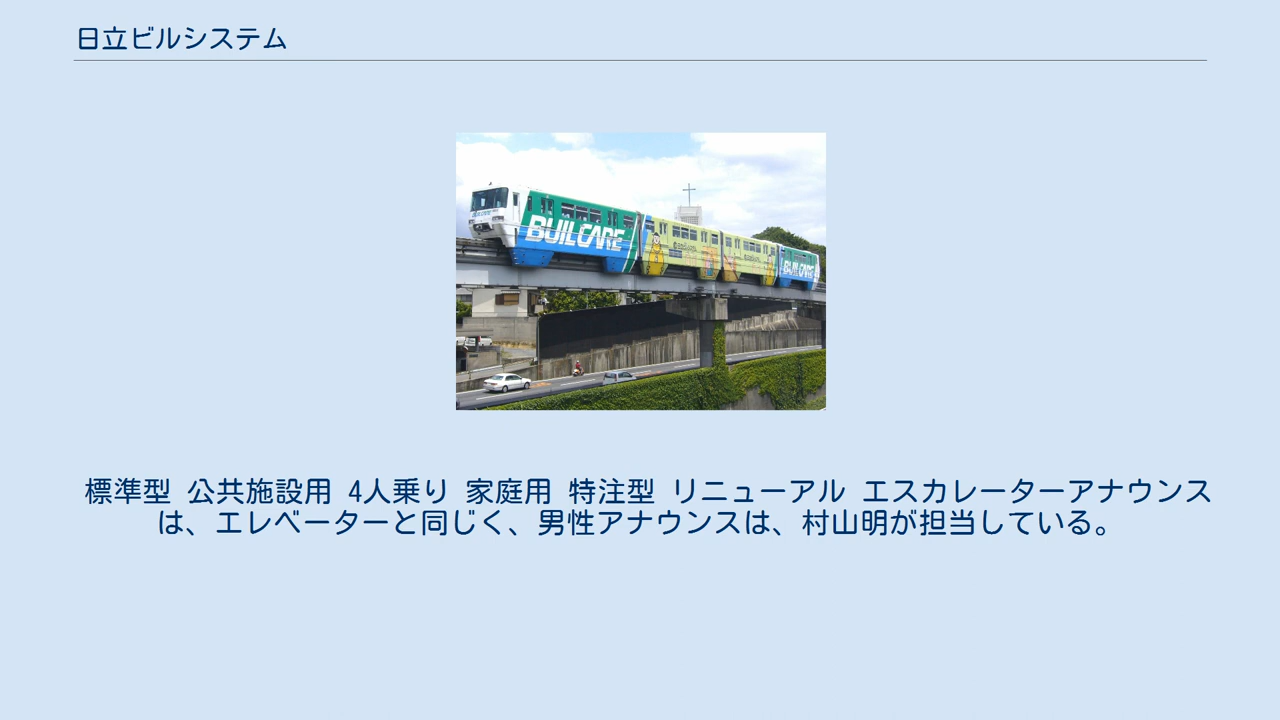 日立ビルシステム
BUILCARE
BUILCARE
標準型 公共施設用 4人乗り 家庭用 特注型 リニューアル エスカレーターアナウンス
は、エレベーターと同じく、男性アナウンスは、村山明が担当している。